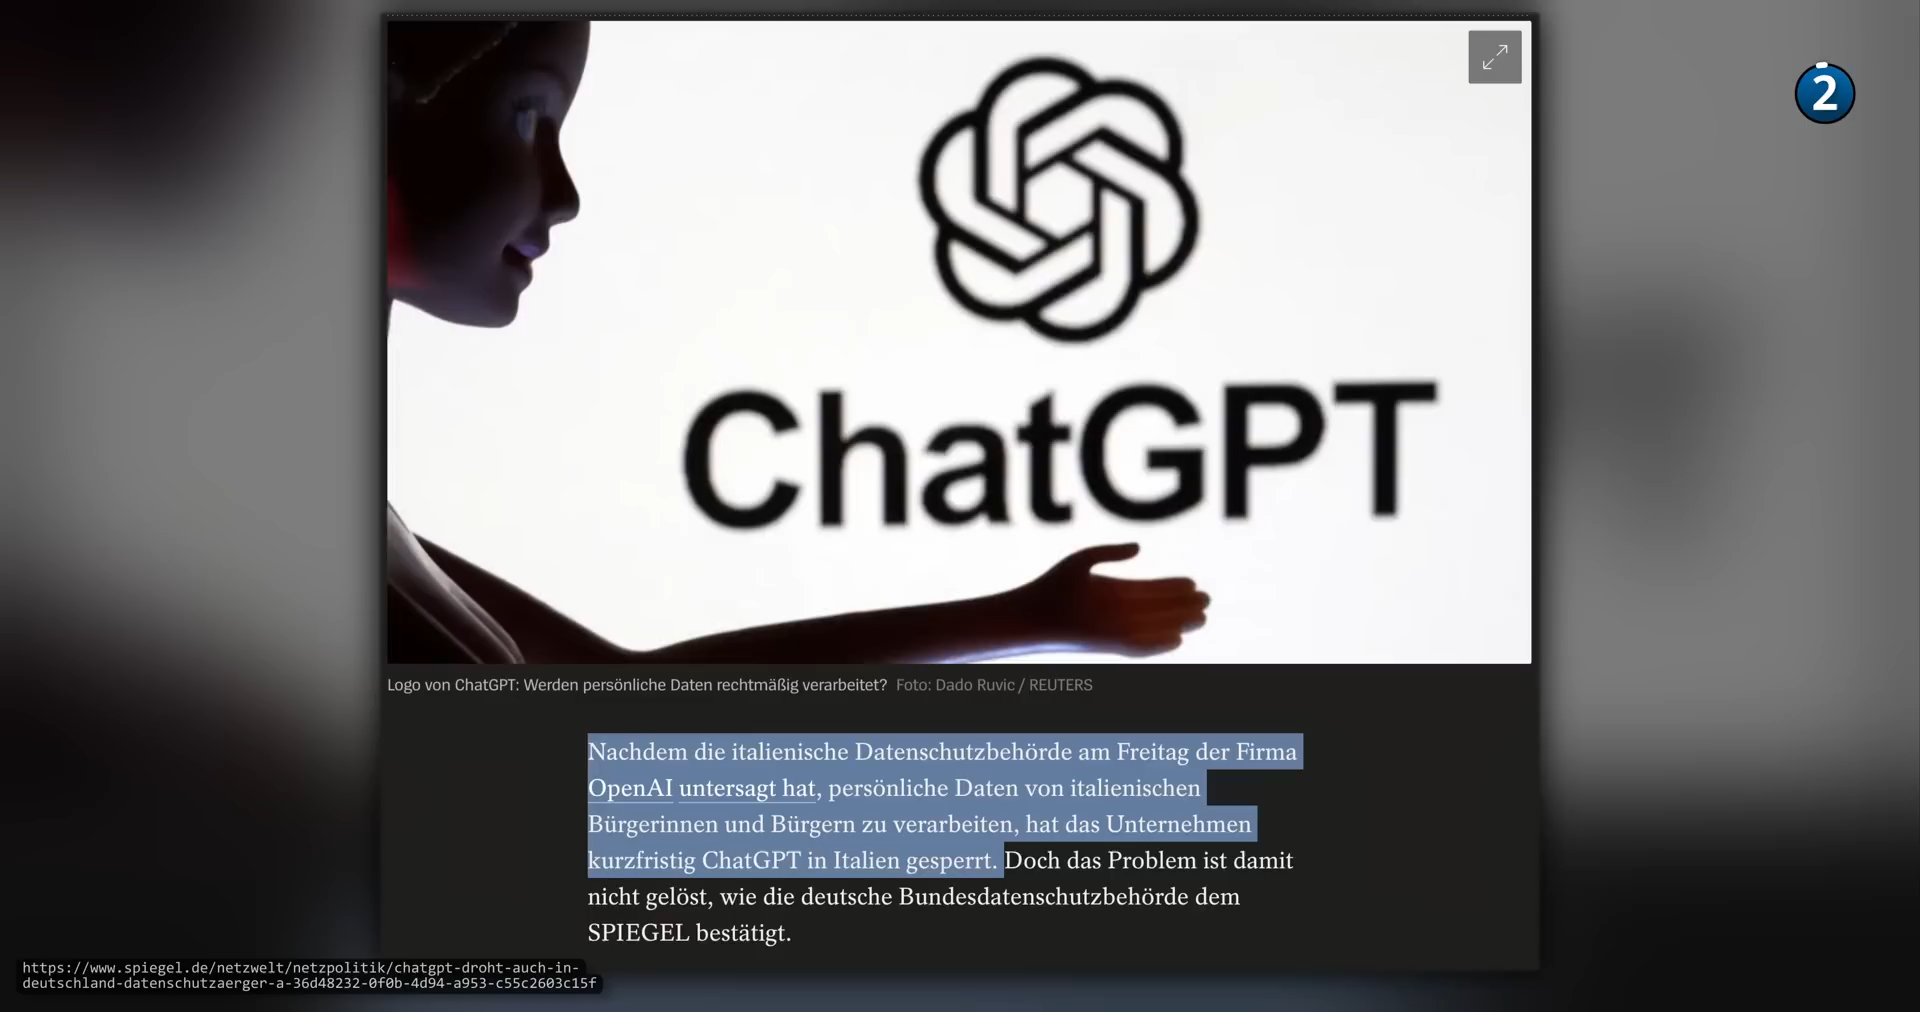 2
ChatGPT
Logo von ChatGPT: Werden persönliche Daten rechtmäßig verarbeitet? Foto: Dado Ruvic / REUTERS
Nachdem die italienische Datenschutzbehörde am Freitag der Firma
OpenAI untersagt hat, persönliche Daten von italienischen
Bürgerinnen und Bürgern zu verarbeiten, hat das Unternehmen
kurzfristig ChatGPT in Italien gesperrt. Doch das Problem ist damit
nicht gelöst, wie die deutsche Bundesdatenschutzbehörde dem
SPIEGEL bestätigt.
https://www.spiegel.de/netzwelt/netzpolitik/chatgpt-droht-auch-in-
deutschland-datenschutzaerger-a-36d48232-0f0b-4d94-a953-c55c2603c15f